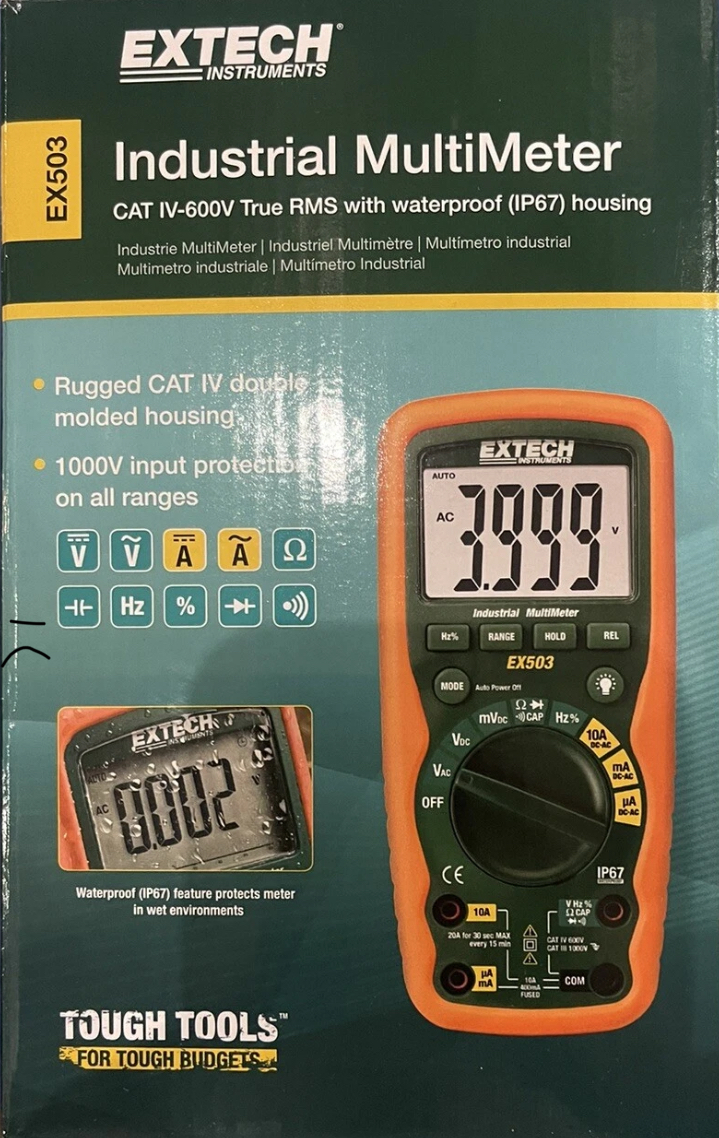 EXTECH®
INSTRUMENTS
EX503
Industrial MultiMeter
CAT IV-600V True RMS with waterproof (IP67) housing
Industrie MultiMeter | Industriel Multimètre | Multímetro industrial
Multimetro industriale | Multímetro Industrial
• Rugged CAT IV double
molded housing
• 1000V input protection
on all ranges
V V A A Ω
Hz %
EXTECH
INSTRUMENTS
AUTO
AC 3.999 V
Industrial MultiMeter
Hz% RANGE HOLD REL
EX503
MODE Auto Power Off
Ω
mVDC CAP Hz%
VDC
VAC
OFF
10A
DC-AC
mA
DC-AC
µA
DC-AC
CE IP67
10A
V Hz %
Ω CAP
20A for 30 sec MAX
every 15 min
CAT IV 600V
CAT III 1000V
µA
mA
10A
400mA
FUSED
COM
EXTECH
INSTRUMENTS
AUTO
AC 0.002 V
Waterproof (IP67) feature protects meter
in wet environments
TOUGH TOOLS™
FOR TOUGH BUDGETS